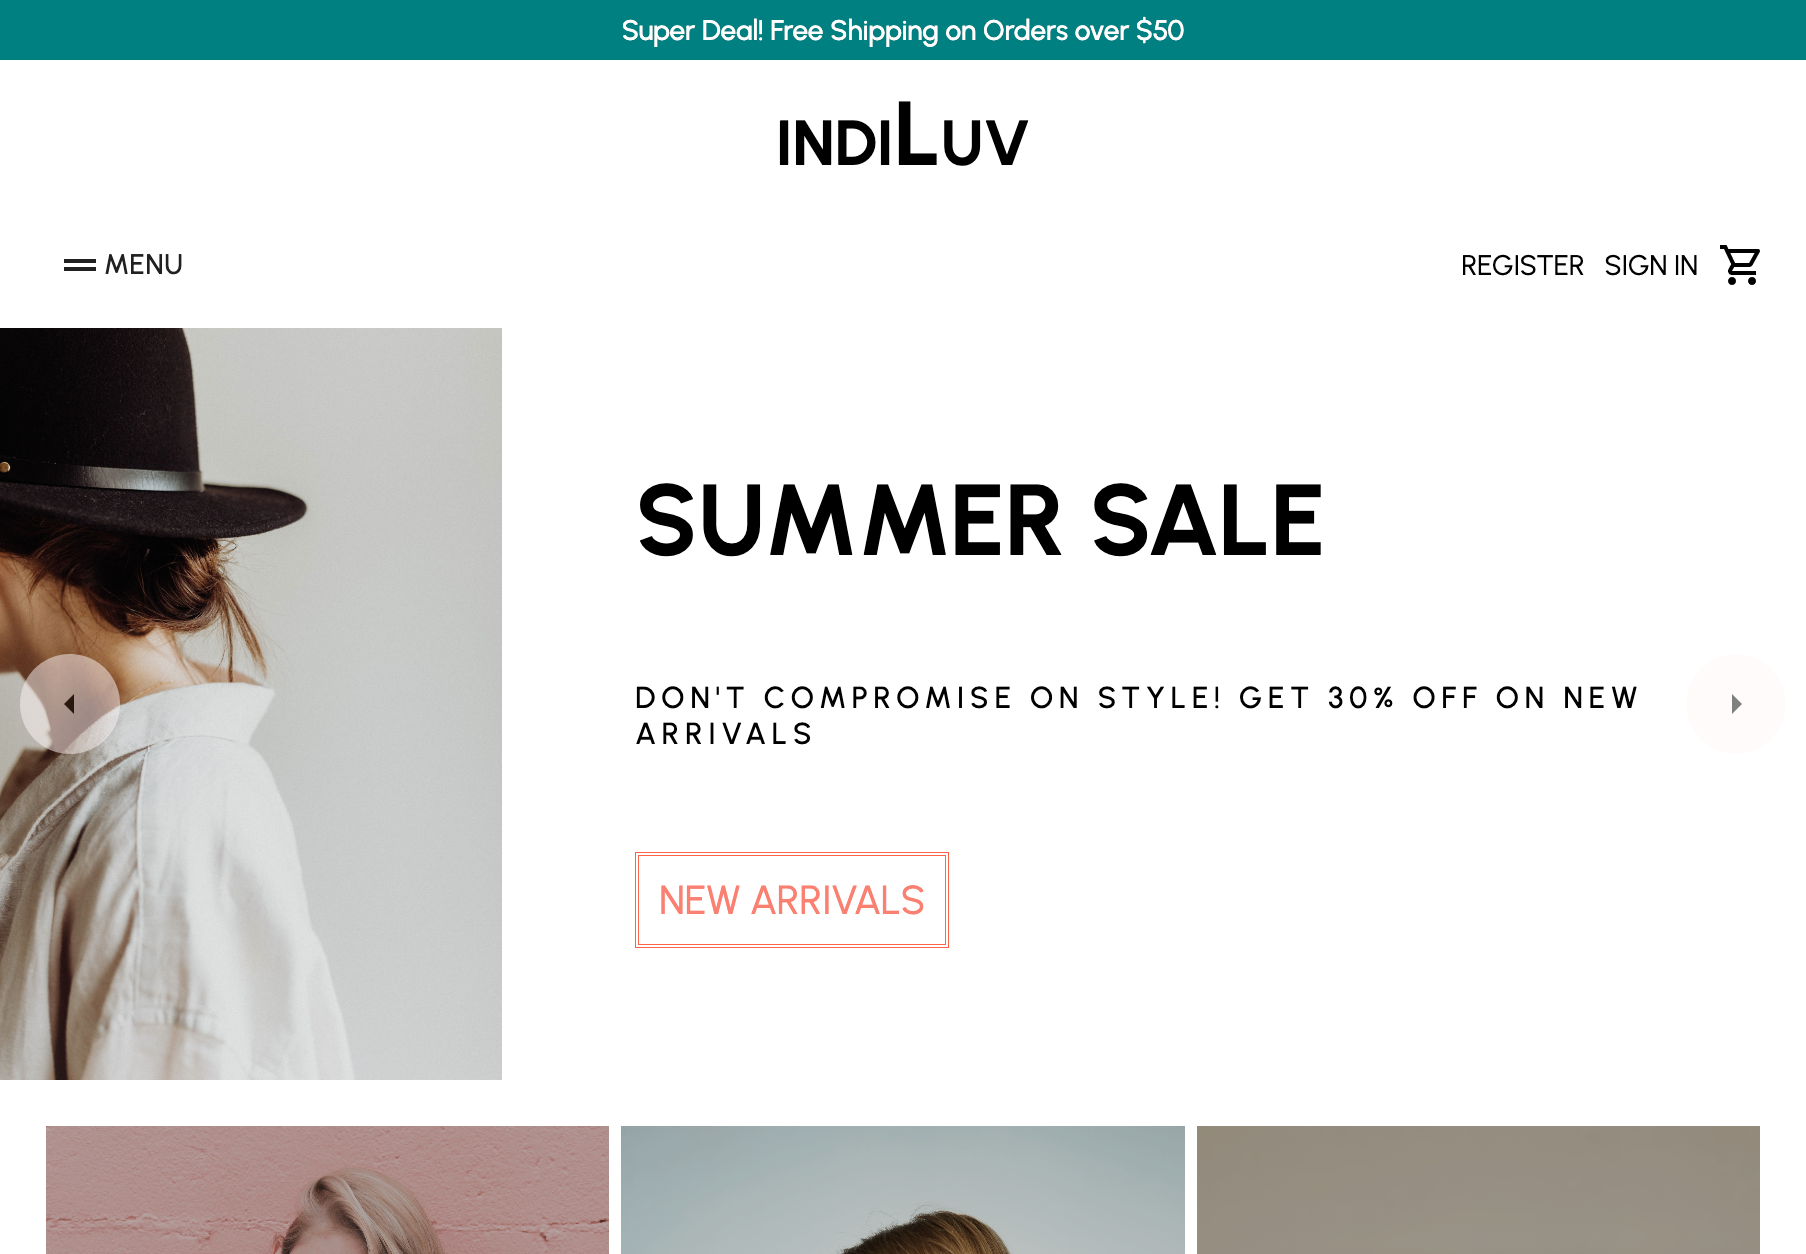 Super Deal! Free Shipping on Orders over $50
INDILUV
MENU
REGISTER SIGN IN
SUMMER SALE
DON'T COMPROMISE ON STYLE! GET 30% OFF ON NEW
ARRIVALS
NEW ARRIVALS